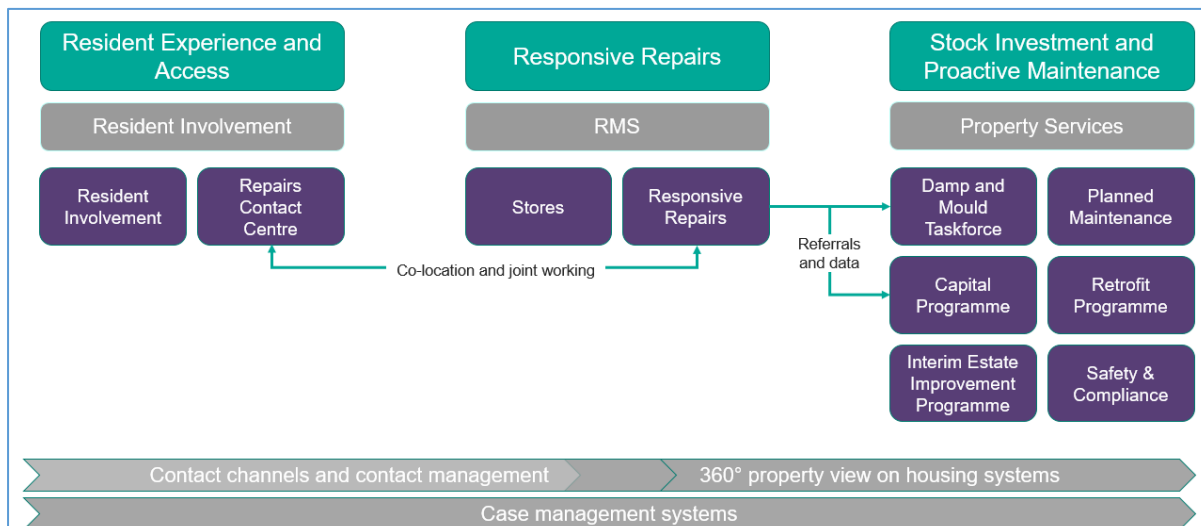 Resident Experience and
Access
Responsive Repairs
Stock Investment and
Proactive Maintenance
Resident Involvement
RMS
Property Services
Resident
Involvement
Repairs
Contact
Centre
Stores
Responsive
Repairs
Damp and
Mould
Taskforce
Planned
Maintenance
Referrals
and data
Co-location and joint working
Capital
Programme
Retrofit
Programme
Interim Estate
Improvement
Programme
Safety &
Compliance
Contact channels and contact management
360° property view on housing systems
Case management systems